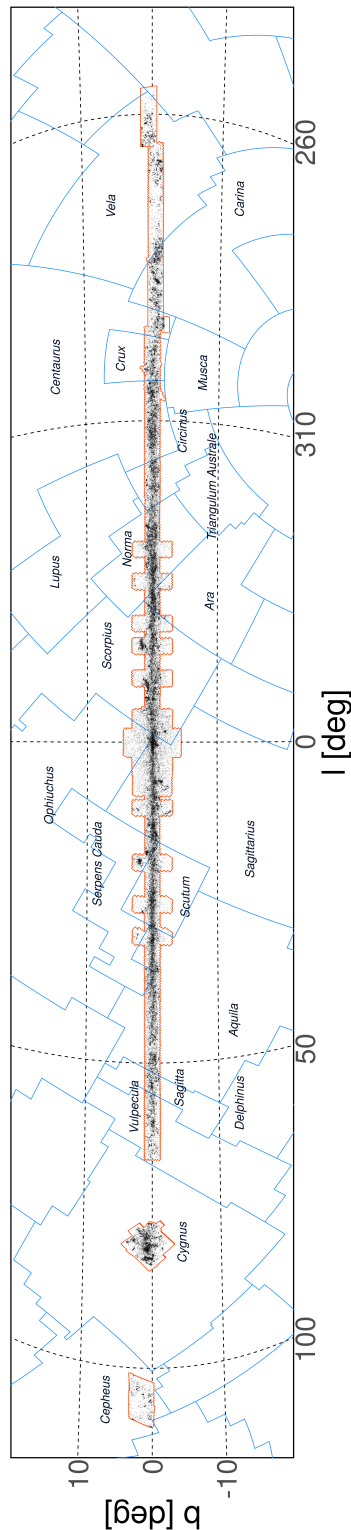 Cepheus
Cygnus
Vulpecula
Sagitta
Delphinus
Aquila
Serpens Cauda
Ophiuchus
Scutum
Sagittarius
Scorpius
Lupus
Norma
Ara
Triangulum Australe
Circinus
Centaurus
Crux
Musca
Vela
Carina
10
0
-10
b [deg]
100
50
0
310
260
l [deg]